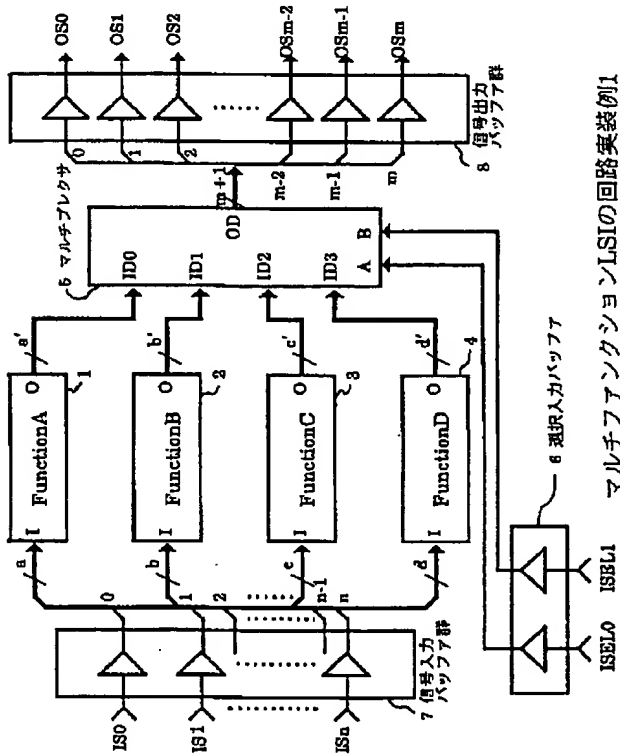 IS0
IS1
ISn
7 信号入力
バッファ群
0
1
2
n-1
n
a
b
c
d
I
FunctionA
O
1
I
FunctionB
O
2
I
FunctionC
O
3
I
FunctionD
O
4
a'
b'
c'
d'
5 マルチプレクサ
ID0
ID1
ID2
ID3
OD
A
B
m+1
0
1
2
m-2
m-1
m
OS0
OS1
OS2
OSm-2
OSm-1
OSm
8 信号出力
バッファ群
6 選択入力バッファ
ISEL0
ISEL1
マルチファンクションLSIの回路実装例1